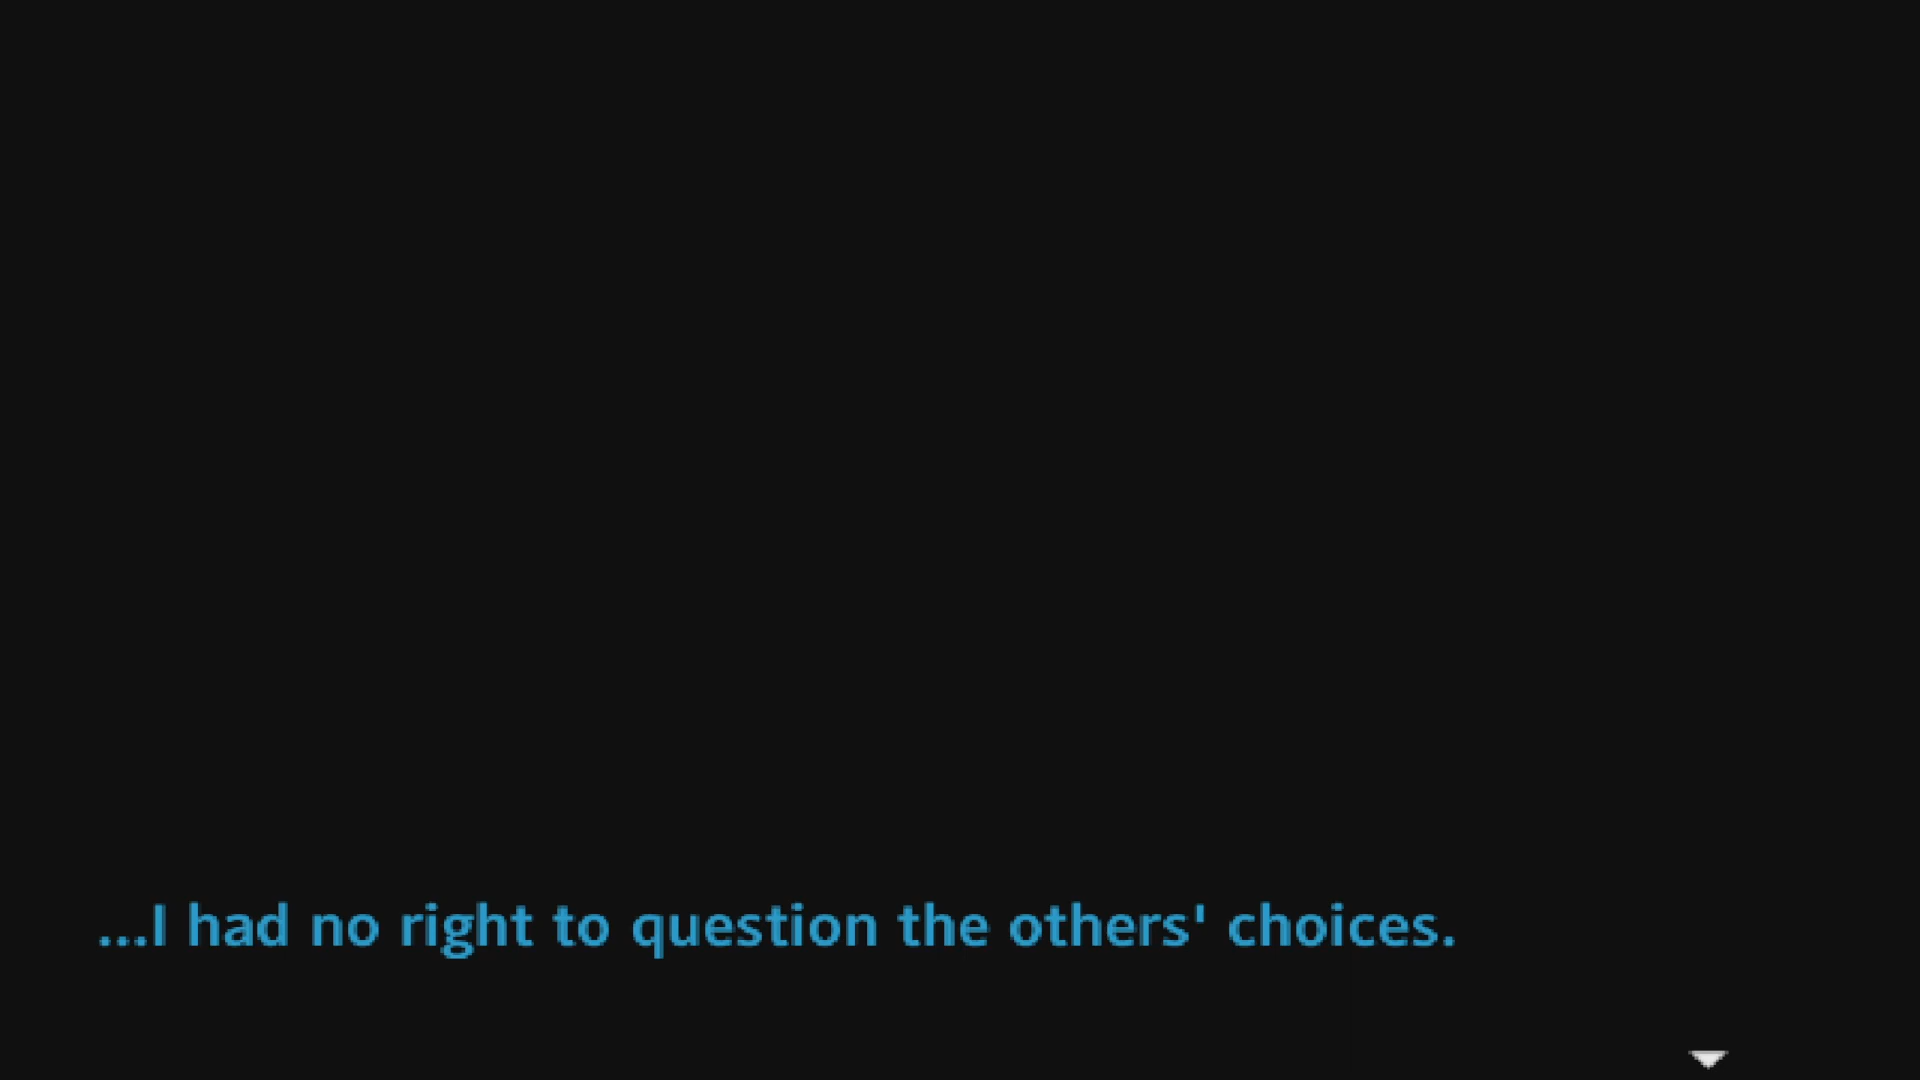 ...I had no right to question the others' choices.